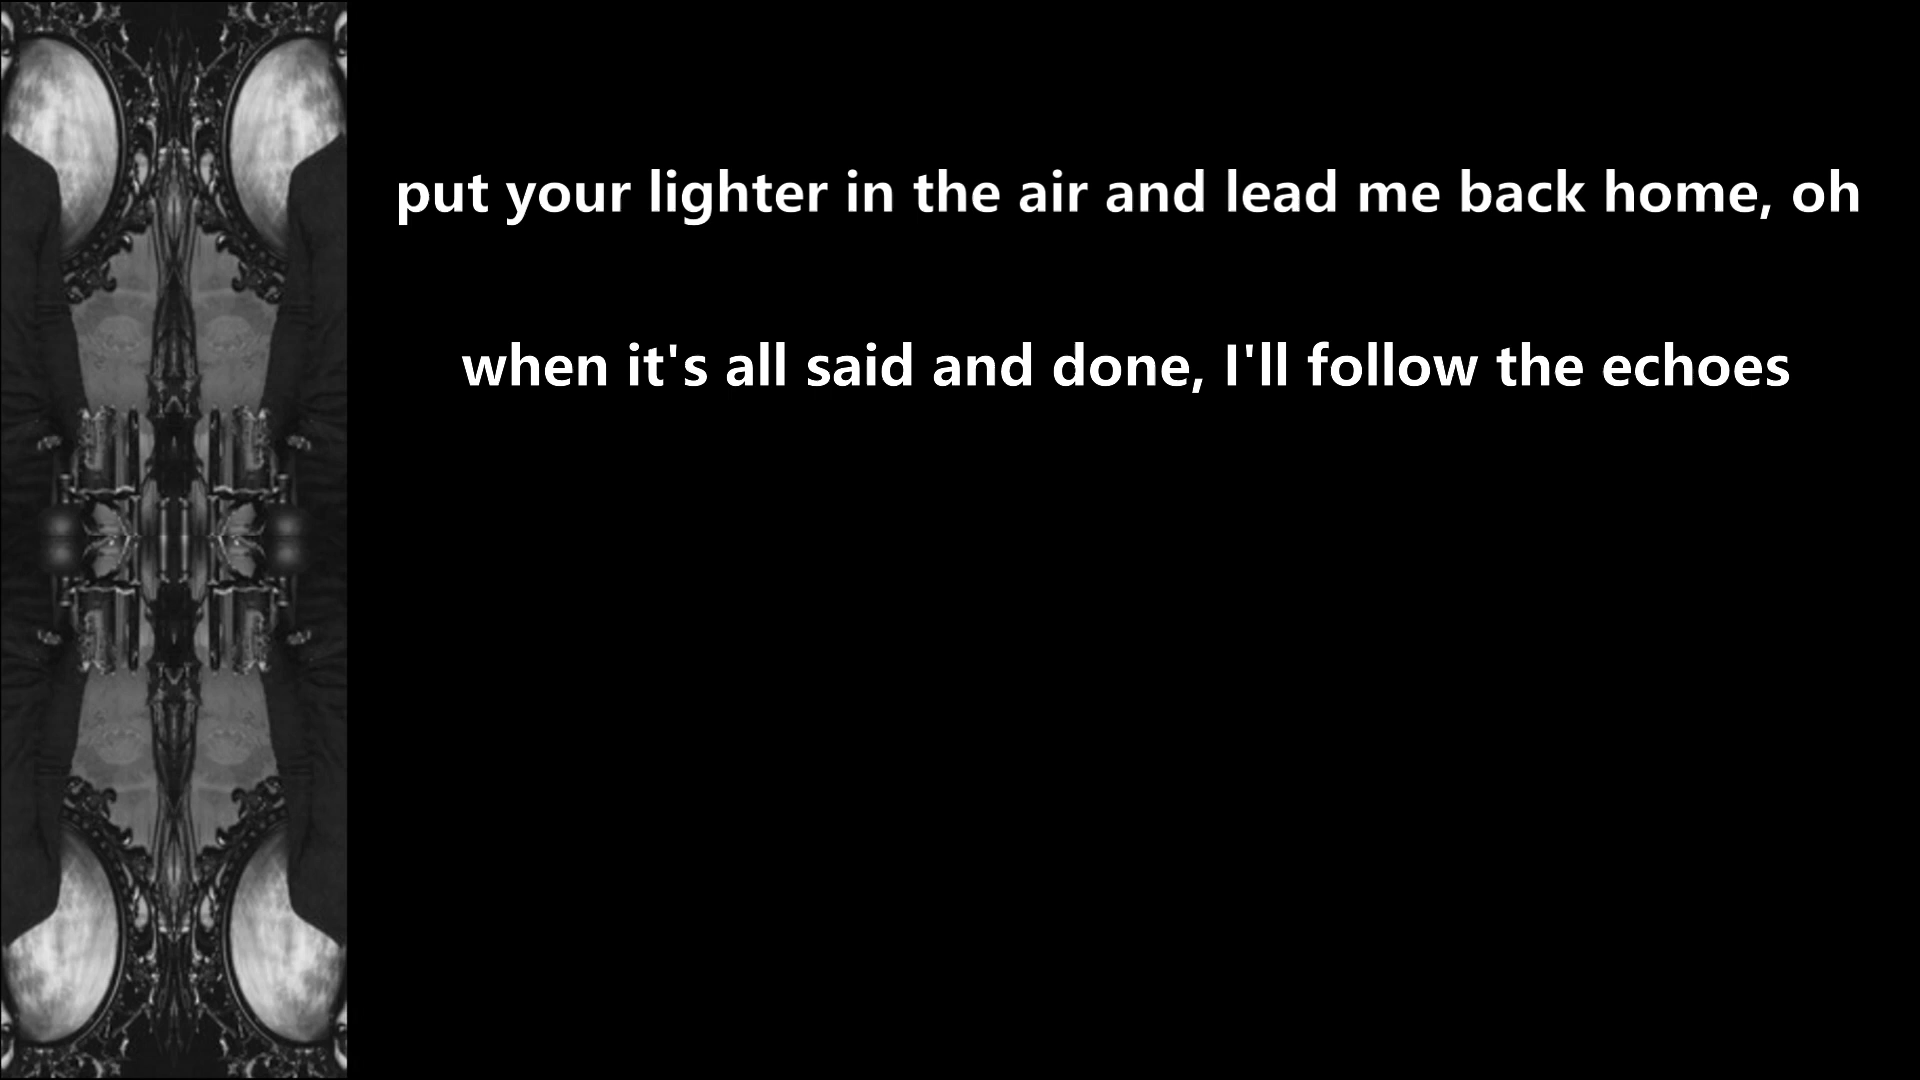 put your lighter in the air and lead me back home, oh
when it's all said and done, I'll follow the echoes